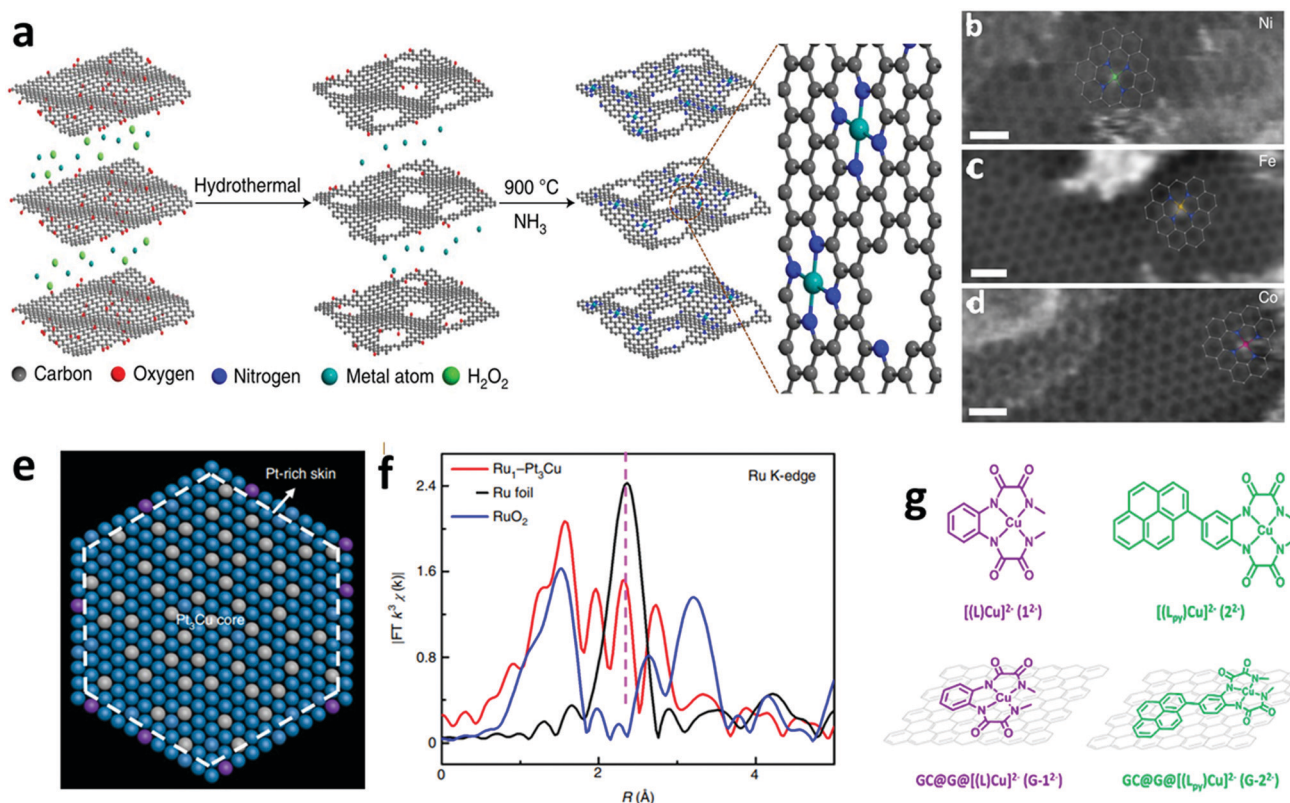 a
Hydrothermal
900 °C
NH₃
Carbon
Oxygen
Nitrogen
Metal atom
H₂O₂
b
Ni
c
Fe
d
Co
e
Pt-rich skin
Pt₃Cu core
f
Ru₁–Pt₃Cu
Ru foil
RuO₂
Ru K-edge
|FT k³ χ (k)|
2.4
1.6
0.8
0
0
2
4
R (Å)
g
O
O
N
N
Cu
N
N
O
O
[(L)Cu]²⁻ (1²⁻)
O
O
N
N
Cu
N
N
O
O
[(Lpy)Cu]²⁻ (2²⁻)
O
O
N
N
Cu
N
N
O
O
GC@G@[(L)Cu]²⁻ (G-1²⁻)
O
O
N
N
Cu
N
N
O
O
GC@G@[(Lpy)Cu]²⁻ (G-2²⁻)